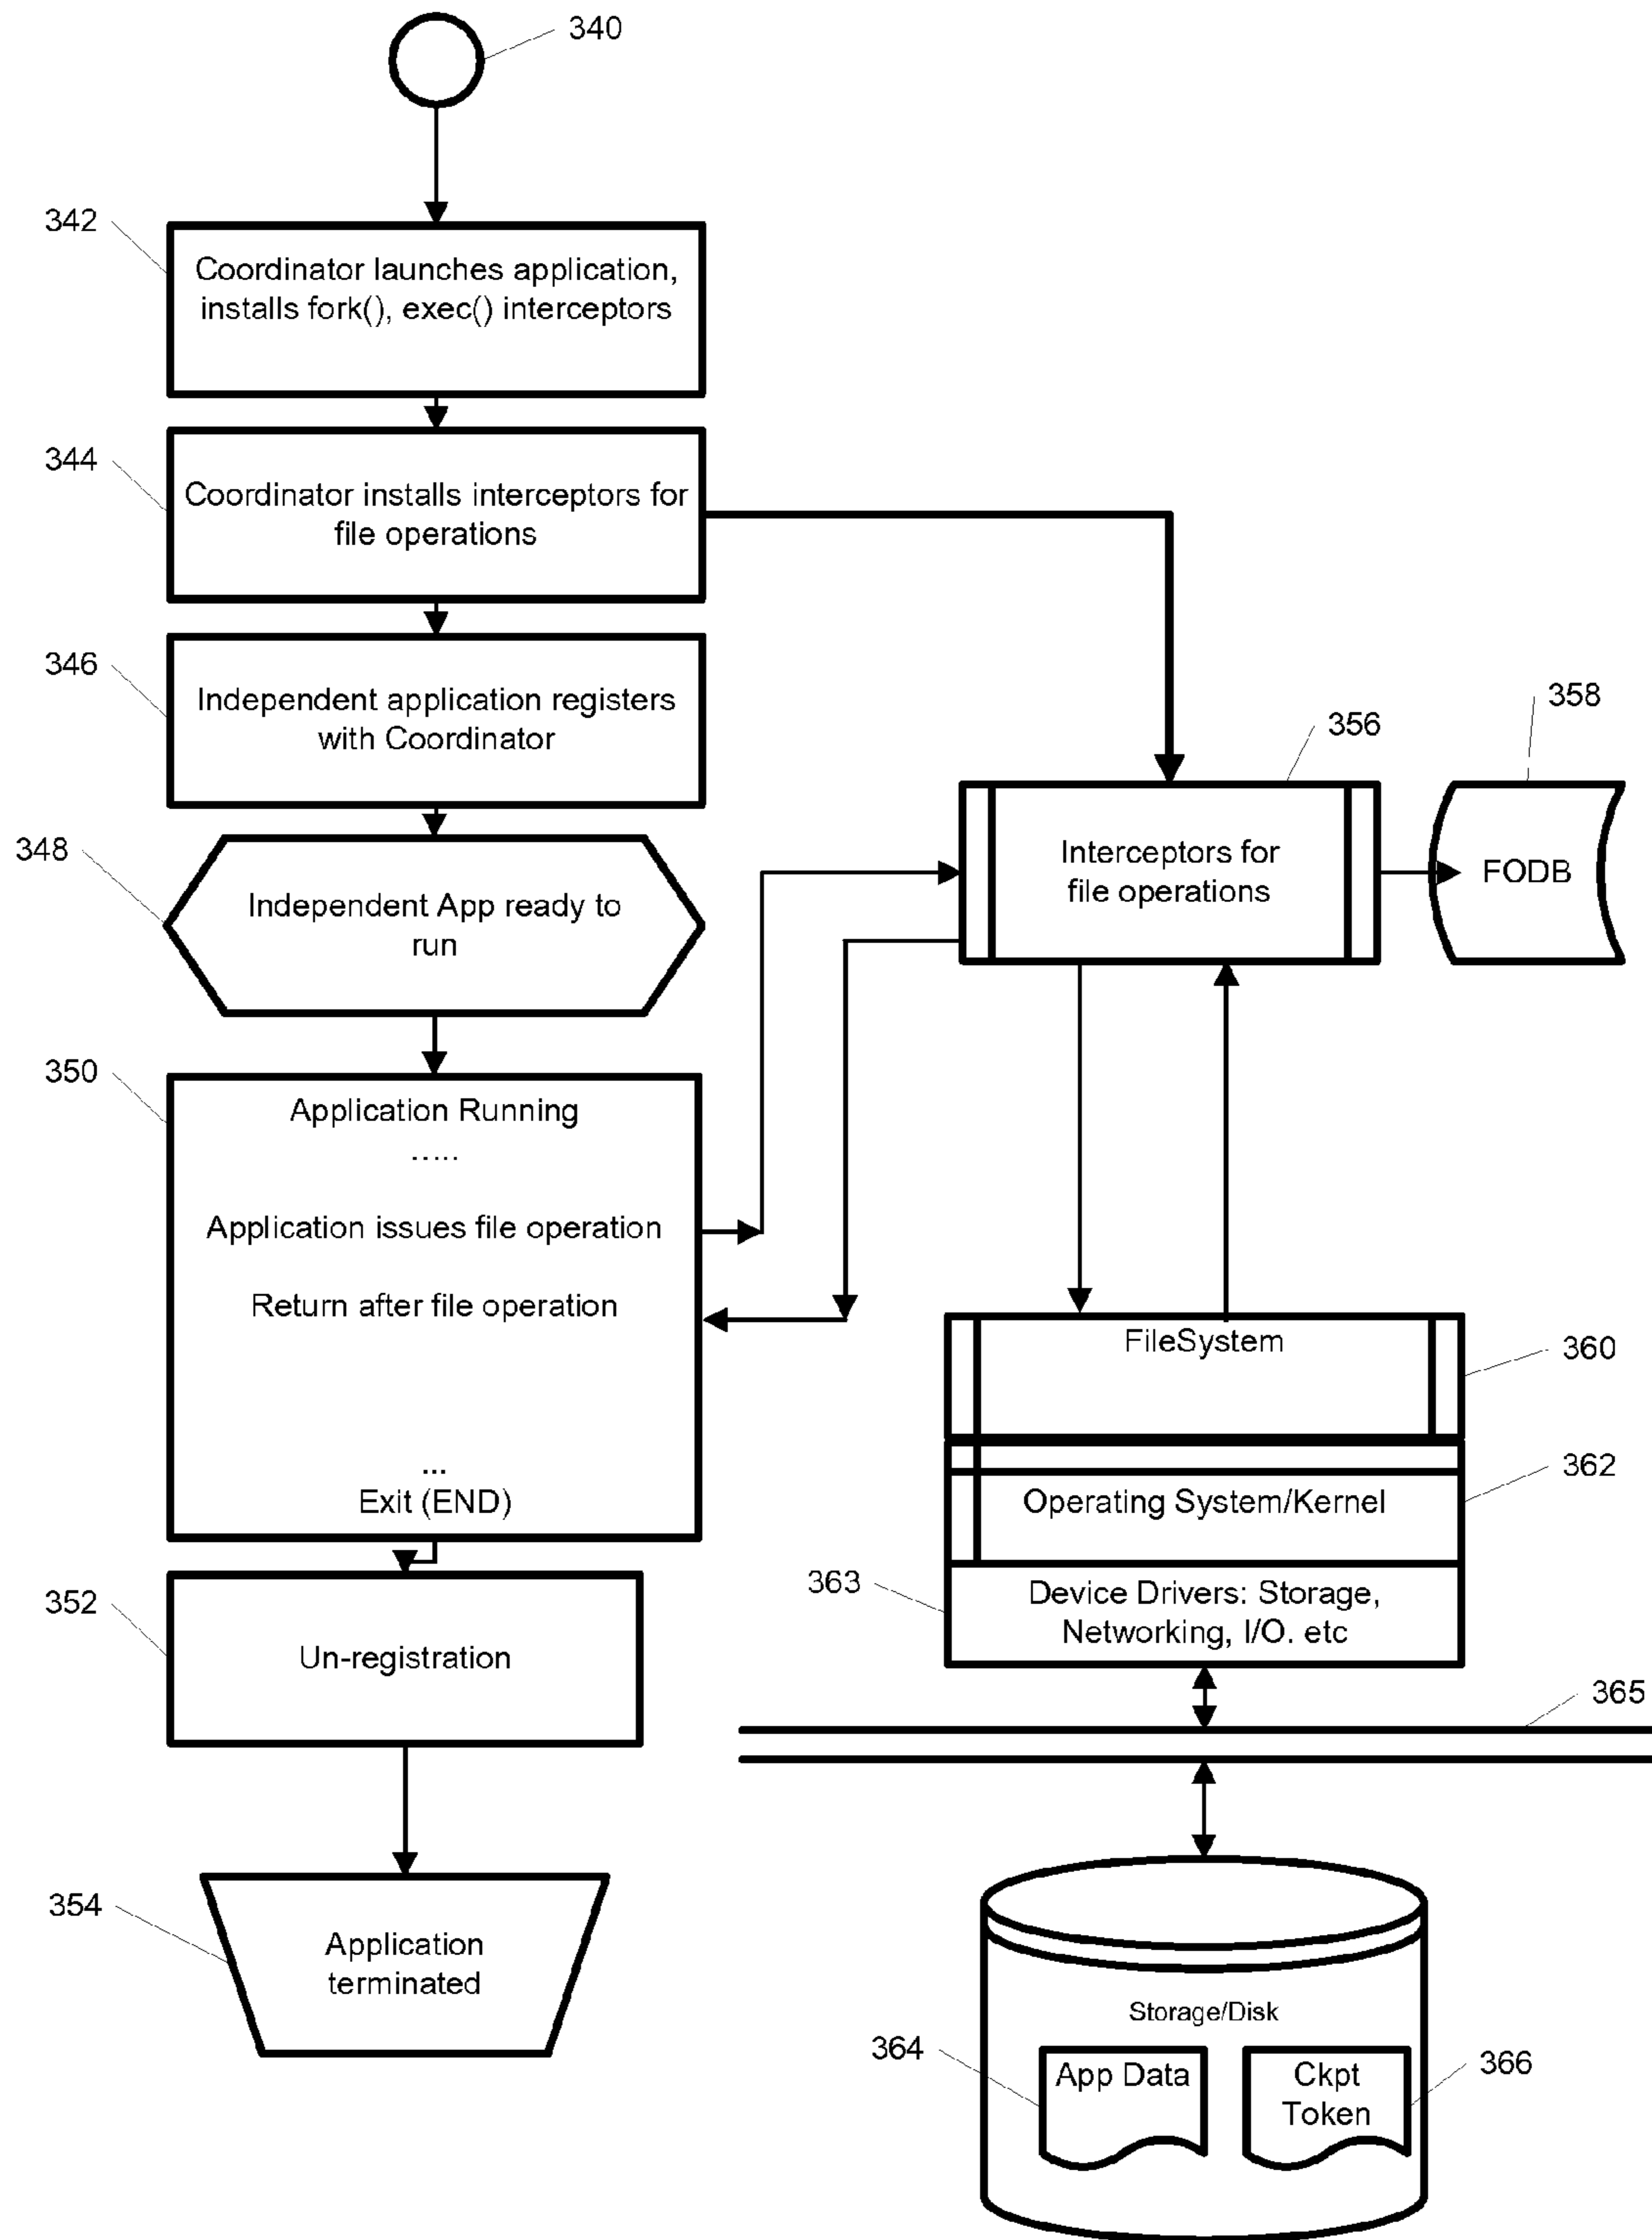 340
342
Coordinator launches application,
installs fork(), exec() interceptors
344
Coordinator installs interceptors for
file operations
346
Independent application registers
with Coordinator
348
Independent App ready to
run
350
Application Running
.....
Application issues file operation
Return after file operation
...
Exit (END)
352
Un-registration
354
Application
terminated
356
Interceptors for
file operations
358
FODB
FileSystem
360
362
Operating System/Kernel
363
Device Drivers: Storage,
Networking, I/O. etc
365
Storage/Disk
364
App Data
Ckpt
Token
366